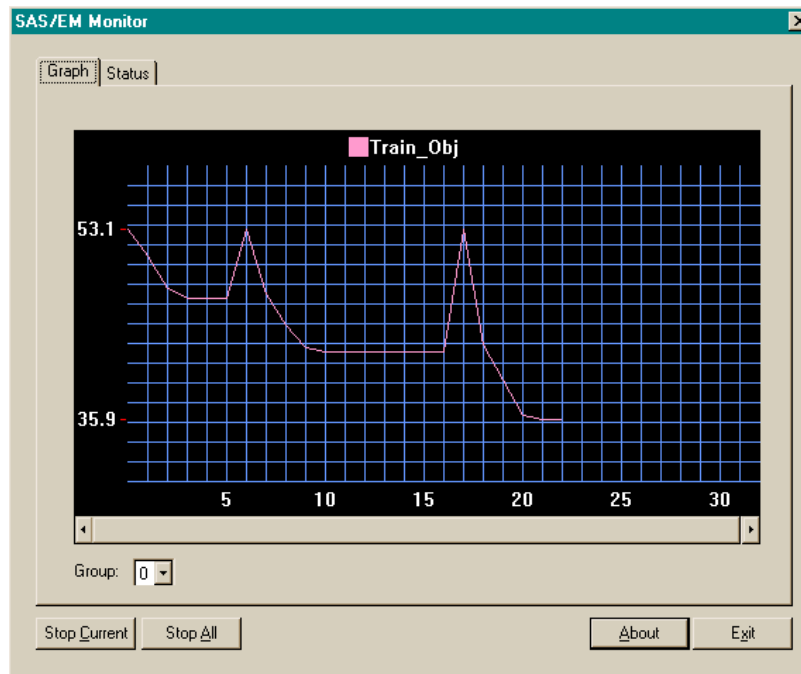 SAS/EM Monitor
Graph Status
Train_Obj
53.1
35.9
5 10 15 20 25 30
Group: 0
Stop Current Stop All About Exit